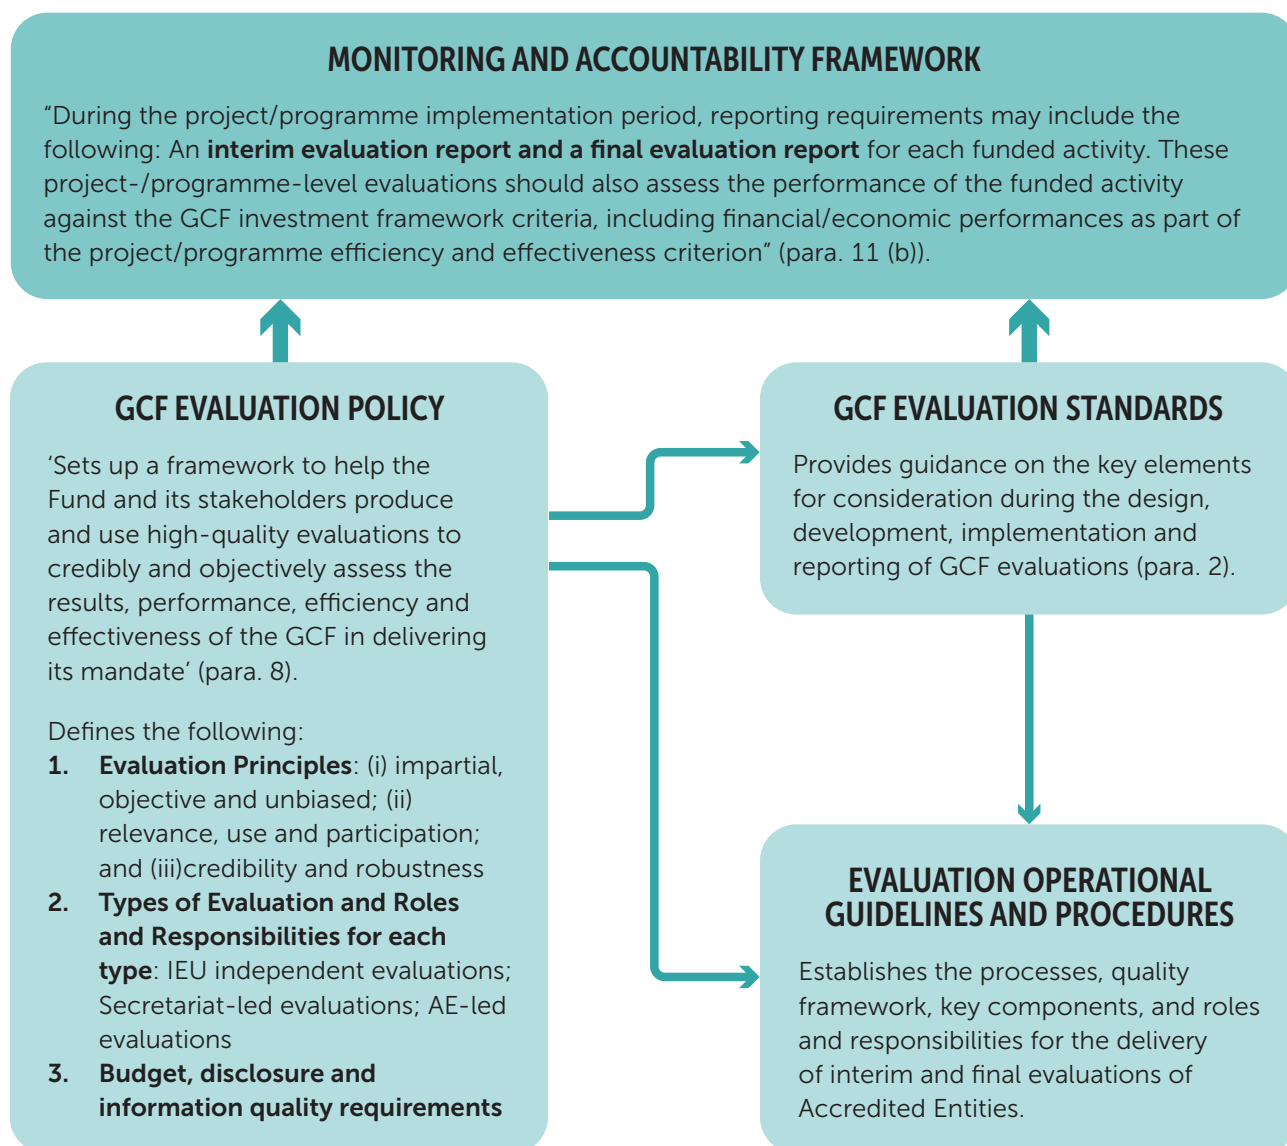 MONITORING AND ACCOUNTABILITY FRAMEWORK
“During the project/programme implementation period, reporting requirements may include the
following: An interim evaluation report and a final evaluation report for each funded activity. These
project-/programme-level evaluations should also assess the performance of the funded activity
against the GCF investment framework criteria, including financial/economic performances as part of
the project/programme efficiency and effectiveness criterion” (para. 11 (b)).
GCF EVALUATION POLICY
‘Sets up a framework to help the
Fund and its stakeholders produce
and use high-quality evaluations to
credibly and objectively assess the
results, performance, efficiency and
effectiveness of the GCF in delivering
its mandate’ (para. 8).
Defines the following:
1. Evaluation Principles: (i) impartial,
objective and unbiased; (ii)
relevance, use and participation;
and (iii)credibility and robustness
2. Types of Evaluation and Roles
and Responsibilities for each
type: IEU independent evaluations;
Secretariat-led evaluations; AE-led
evaluations
3. Budget, disclosure and
information quality requirements
GCF EVALUATION STANDARDS
Provides guidance on the key elements
for consideration during the design,
development, implementation and
reporting of GCF evaluations (para. 2).
EVALUATION OPERATIONAL
GUIDELINES AND PROCEDURES
Establishes the processes, quality
framework, key components, and roles
and responsibilities for the delivery
of interim and final evaluations of
Accredited Entities.